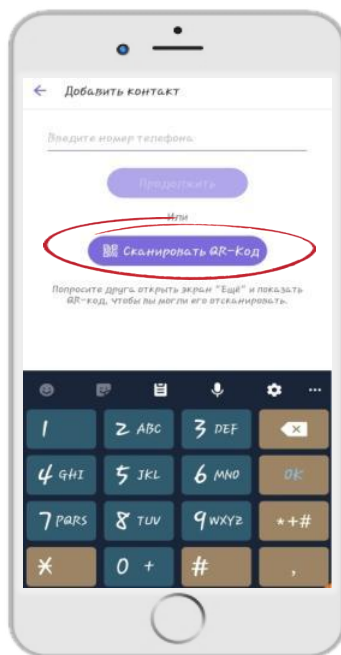 Добавить контакт
Введите номер телефона
Продолжить
Или
Сканировать QR-Код
Попросите друга открыть экран "Ещё" и показать
QR-код, чтобы вы могли его отсканировать.
1 2 ABC 3 DEF
4 GHI 5 JKL 6 MNO OK
7 PQRS 8 TUV 9 WXYZ *+#
* 0 + # ,